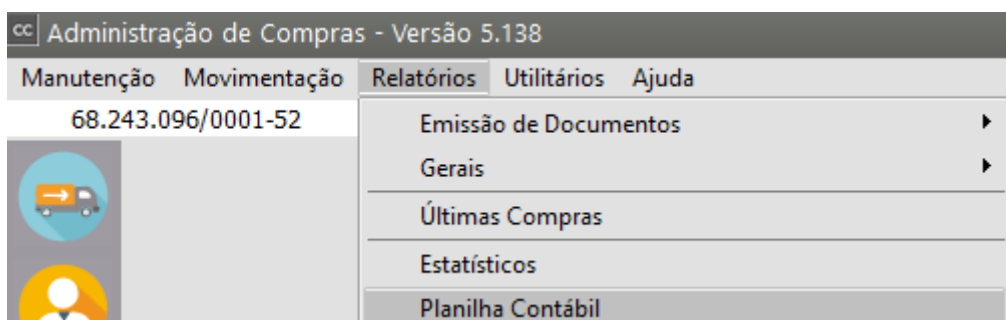 cc Administração de Compras - Versão 5.138
Manutenção Movimentação Relatórios Utilitários Ajuda
68.243.096/0001-52
Emissão de Documentos
Gerais
Últimas Compras
Estatísticos
Planilha Contábil